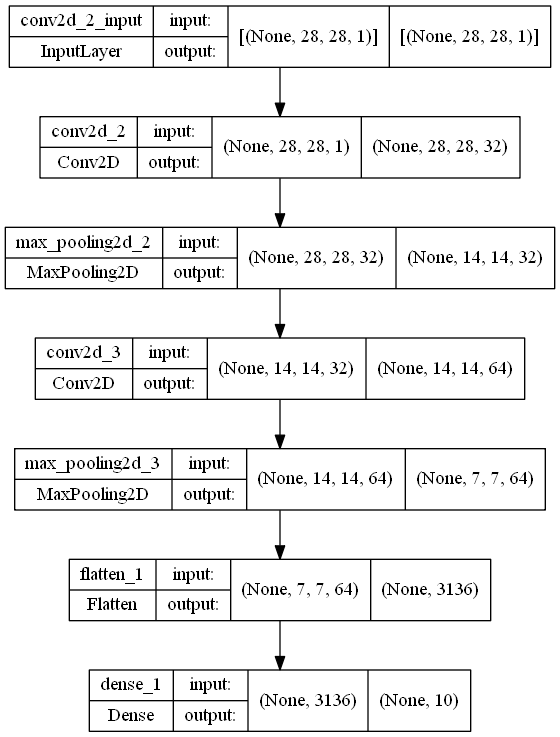 conv2d_2_input input: [(None, 28, 28, 1)] [(None, 28, 28, 1)]
InputLayer output:
conv2d_2 input: (None, 28, 28, 1) (None, 28, 28, 32)
Conv2D output:
max_pooling2d_2 input: (None, 28, 28, 32) (None, 14, 14, 32)
MaxPooling2D output:
conv2d_3 input: (None, 14, 14, 32) (None, 14, 14, 64)
Conv2D output:
max_pooling2d_3 input: (None, 14, 14, 64) (None, 7, 7, 64)
MaxPooling2D output:
flatten_1 input: (None, 7, 7, 64) (None, 3136)
Flatten output:
dense_1 input: (None, 3136) (None, 10)
Dense output: